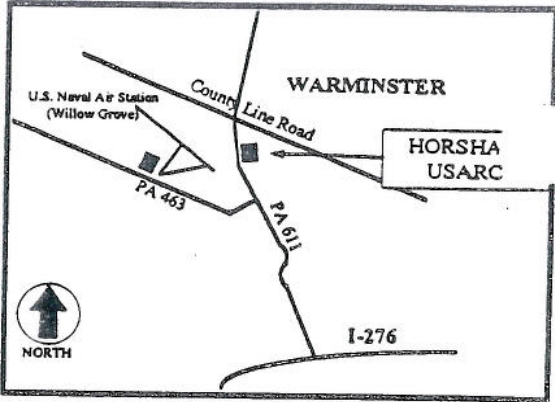 WARMINSTER
County Line Road
U.S. Naval Air Station
(Willow Grove)
HORSHA
USARC
PA 463
PA 611
I-276
NORTH